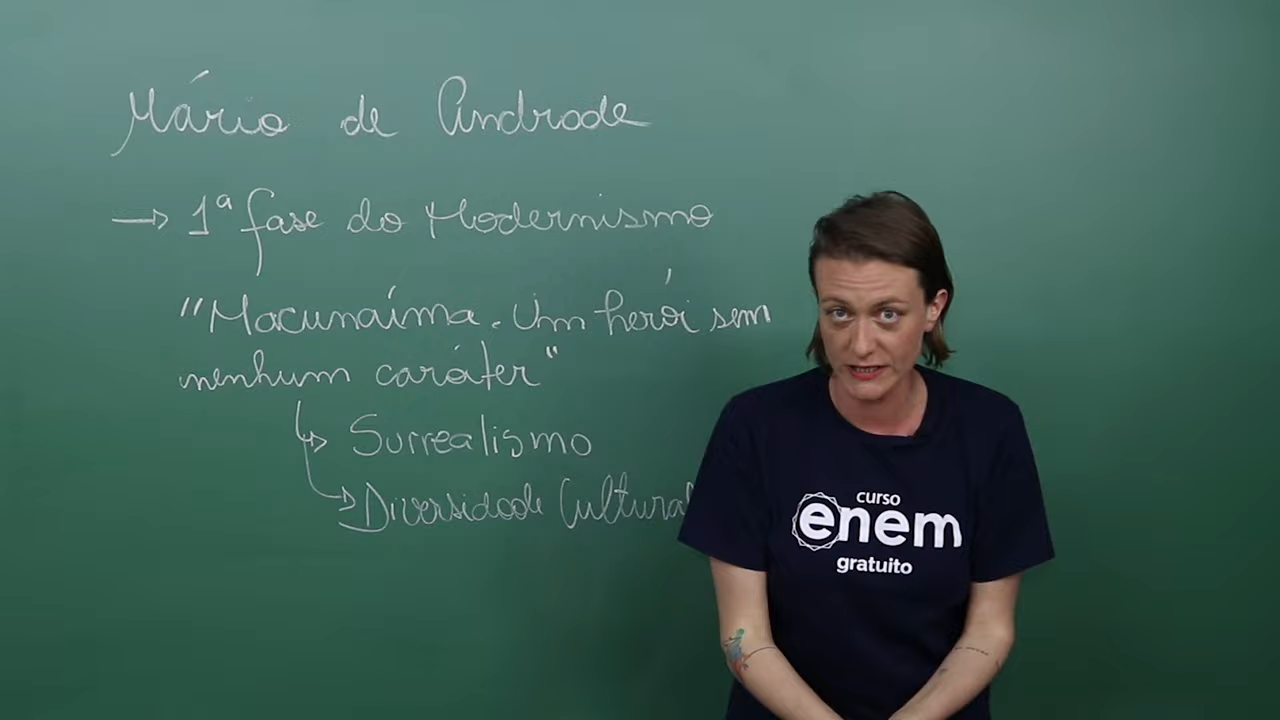 Mário de Andrade
→ 1ª fase do Modernismo
"Macunaíma. Um herói sem
nenhum caráter"
↳ Surrealismo
↳ Diversidade Cultural
curso
enem
gratuito